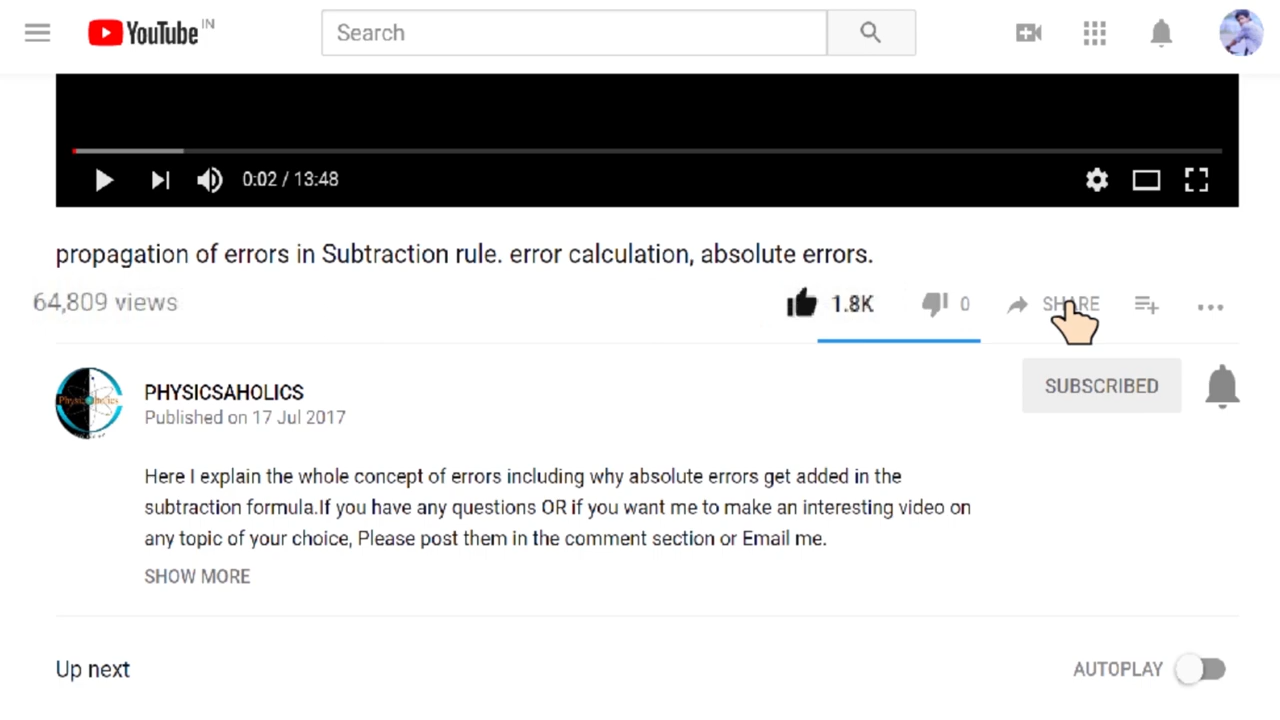 YouTube IN
Search
0:02 / 13:48
propagation of errors in Subtraction rule. error calculation, absolute errors.
64,809 views
1.8K
0
SHARE
PHYSICSAHOLICS
SUBSCRIBED
Published on 17 Jul 2017
Here I explain the whole concept of errors including why absolute errors get added in the
subtraction formula.If you have any questions OR if you want me to make an interesting video on
any topic of your choice, Please post them in the comment section or Email me.
SHOW MORE
Up next
AUTOPLAY